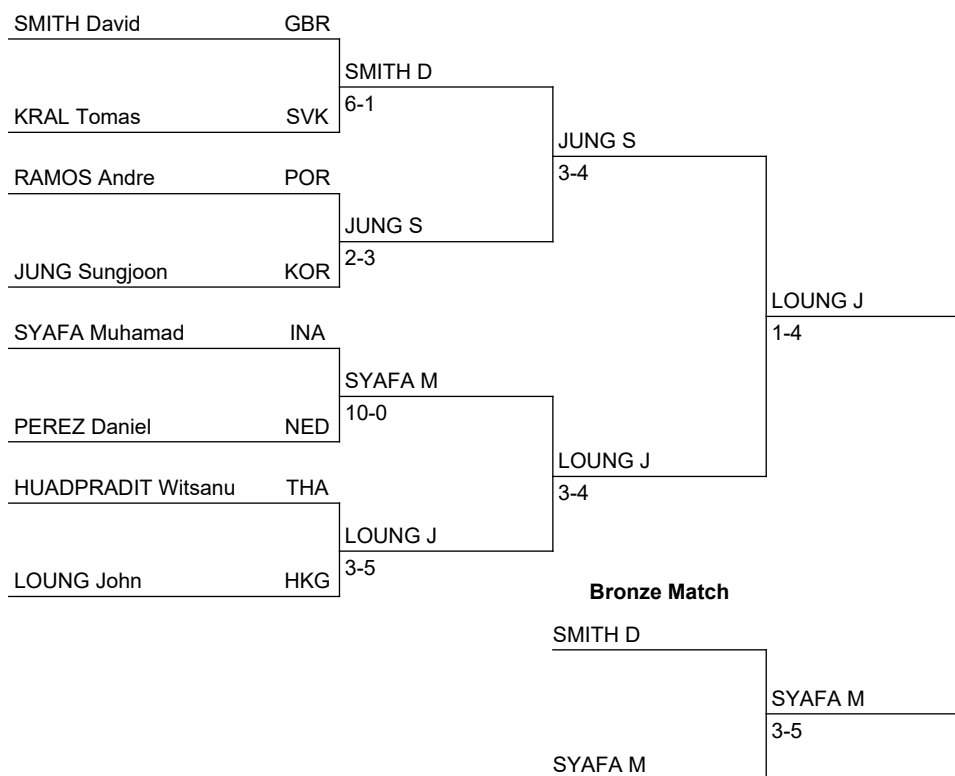 SMITH David GBR
SMITH D
6-1
KRAL Tomas SVK
JUNG S
3-4
RAMOS Andre POR
JUNG S
2-3
JUNG Sungjoon KOR
LOUNG J
1-4
SYAFA Muhamad INA
SYAFA M
10-0
PEREZ Daniel NED
LOUNG J
3-4
HUADPRADIT Witsanu THA
LOUNG J
3-5
LOUNG John HKG
Bronze Match
SMITH D
SYAFA M
3-5
SYAFA M